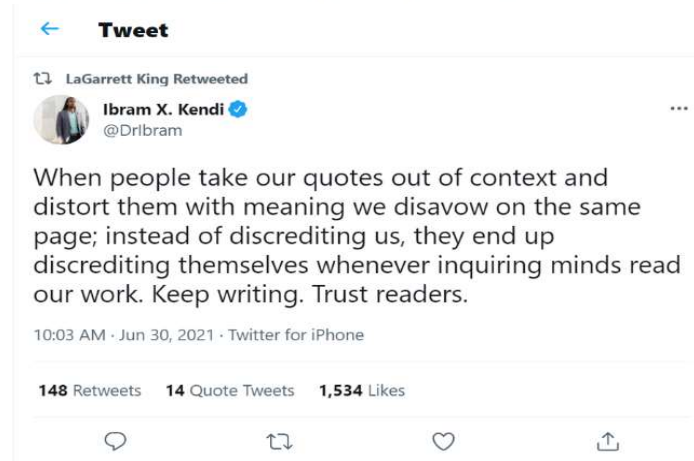 Tweet
LaGarrett King Retweeted
Ibram X. Kendi
@DrIbram
When people take our quotes out of context and
distort them with meaning we disavow on the same
page; instead of discrediting us, they end up
discrediting themselves whenever inquiring minds read
our work. Keep writing. Trust readers.
10:03 AM · Jun 30, 2021 · Twitter for iPhone
148 Retweets 14 Quote Tweets 1,534 Likes